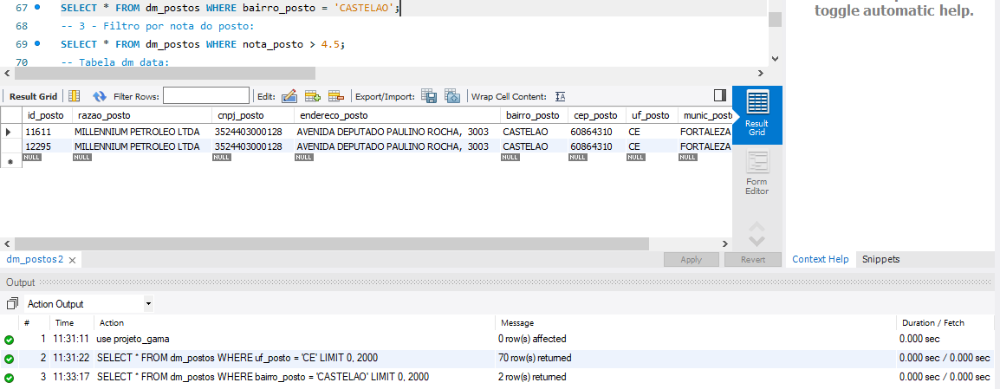 67 SELECT * FROM dm_postos WHERE bairro_posto = 'CASTELAO';
68 -- 3 - Filtro por nota do posto:
69 SELECT * FROM dm_postos WHERE nota_posto > 4.5;
70 -- Tabela dm data:
toggle automatic help.
Result Grid Filter Rows: Edit: Export/Import: Wrap Cell Content: IA
id_posto razao_posto cnpj_posto endereco_posto bairro_posto cep_posto uf_posto munic_posto
11611 MILLENNIUM PETROLEO LTDA 3524403000128 AVENIDA DEPUTADO PAULINO ROCHA, 3003 CASTELAO 60864310 CE FORTALEZA
12295 MILLENNIUM PETROLEO LTDA 3524403000128 AVENIDA DEPUTADO PAULINO ROCHA, 3003 CASTELAO 60864310 CE FORTALEZA
NULL NULL NULL NULL NULL NULL NULL NULL
Result
Grid
Form
Editor
dm_postos2 Apply Revert Context Help Snippets
Output
Action Output
# Time Action Message Duration / Fetch
1 11:31:11 use projeto_gama 0 row(s) affected 0.000 sec
2 11:31:22 SELECT * FROM dm_postos WHERE uf_posto = 'CE' LIMIT 0, 2000 70 row(s) returned 0.000 sec / 0.000 sec
3 11:33:17 SELECT * FROM dm_postos WHERE bairro_posto = 'CASTELAO' LIMIT 0, 2000 2 row(s) returned 0.000 sec / 0.000 sec